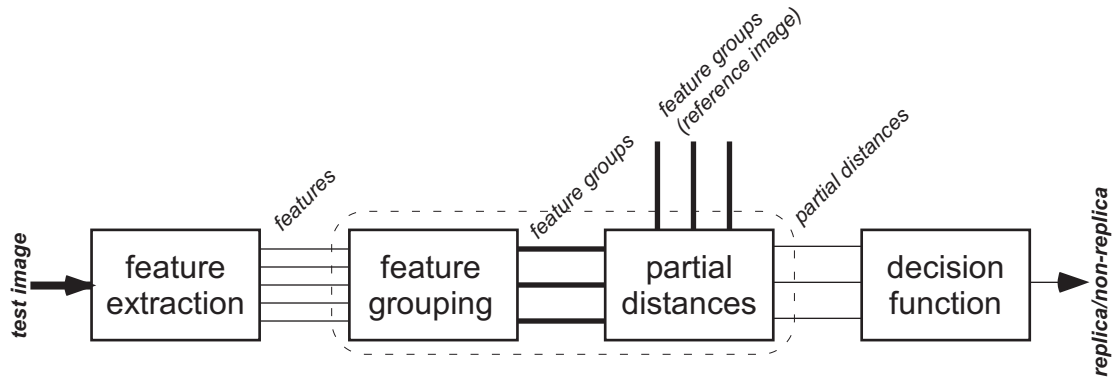 test image
feature
extraction
features
feature
grouping
feature groups
feature groups
(reference image)
partial
distances
partial distances
decision
function
replica/non-replica